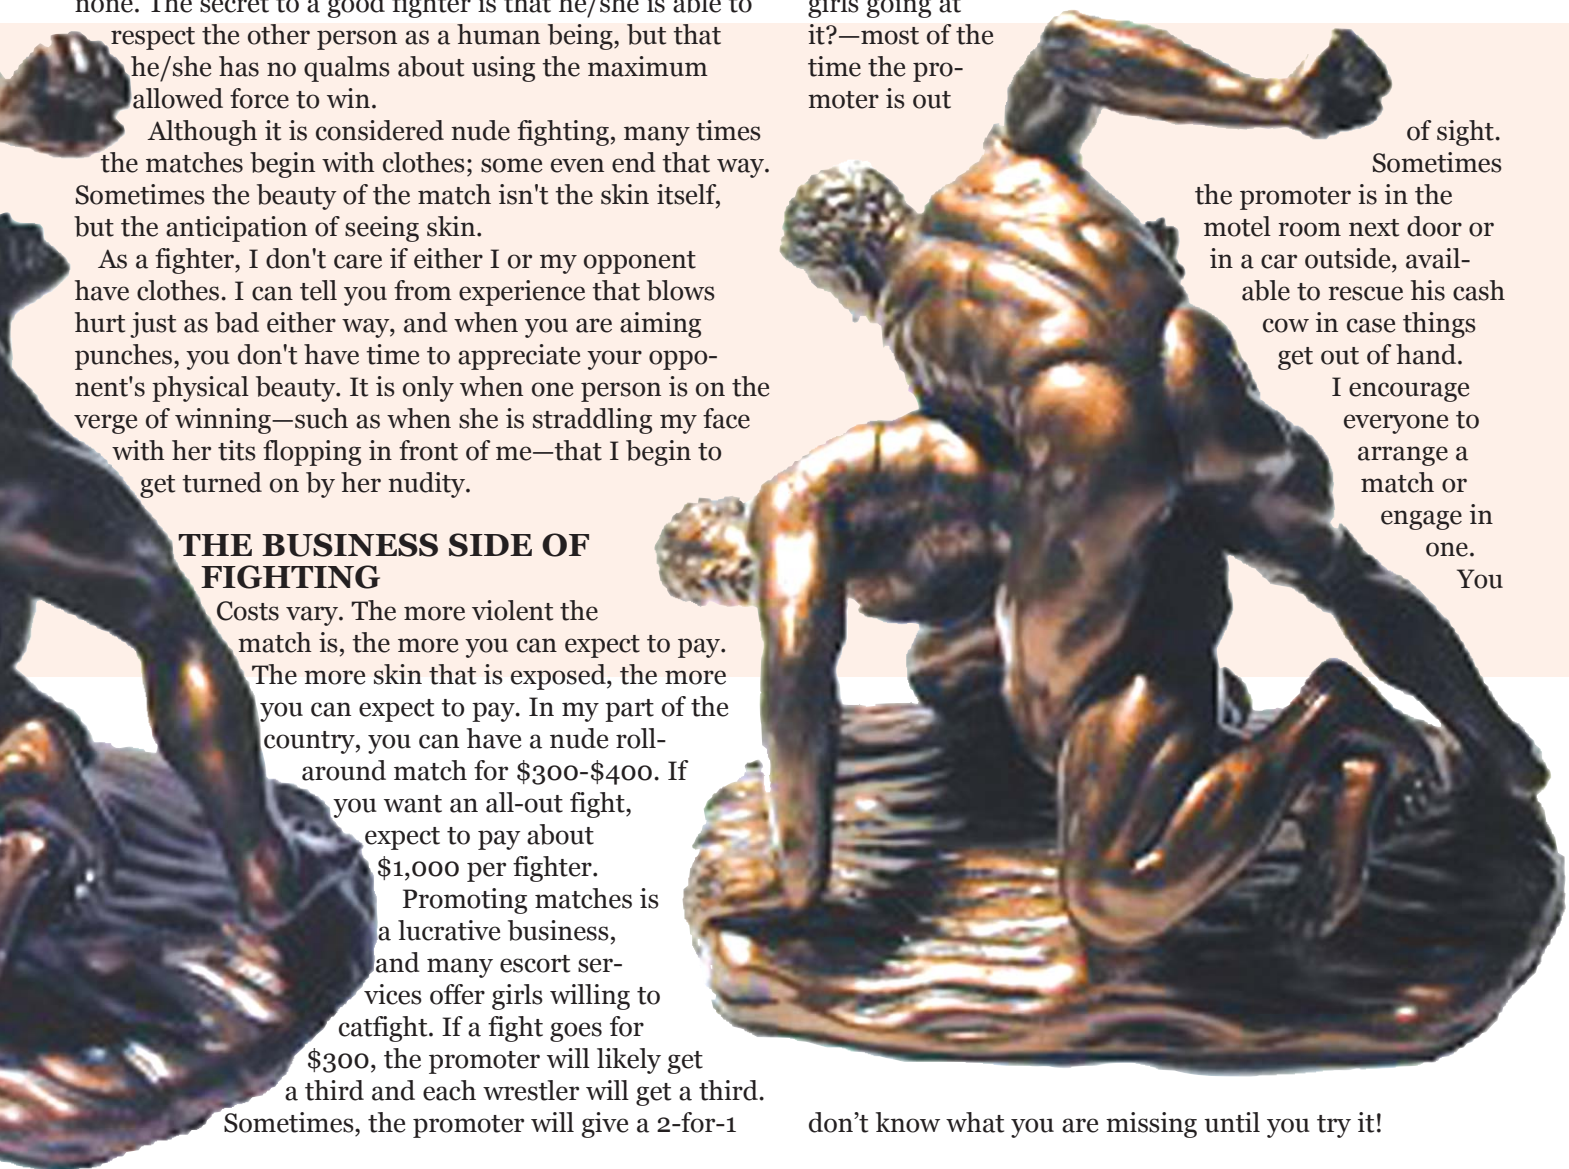 none. The secret to a good fighter is that he/she is able to
respect the other person as a human being, but that
he/she has no qualms about using the maximum
allowed force to win.
Although it is considered nude fighting, many times
the matches begin with clothes; some even end that way.
Sometimes the beauty of the match isn't the skin itself,
but the anticipation of seeing skin.
As a fighter, I don't care if either I or my opponent
have clothes. I can tell you from experience that blows
hurt just as bad either way, and when you are aiming
punches, you don't have time to appreciate your oppo-
nent's physical beauty. It is only when one person is on the
verge of winning—such as when she is straddling my face
with her tits flopping in front of me—that I begin to
get turned on by her nudity.
THE BUSINESS SIDE OF
FIGHTING
Costs vary. The more violent the
match is, the more you can expect to pay.
The more skin that is exposed, the more
you can expect to pay. In my part of the
country, you can have a nude roll-
around match for $300-$400. If
you want an all-out fight,
expect to pay about
$1,000 per fighter.
Promoting matches is
a lucrative business,
and many escort ser-
vices offer girls willing to
catfight. If a fight goes for
$300, the promoter will likely get
a third and each wrestler will get a third.
Sometimes, the promoter will give a 2-for-1
girls going at
it?—most of the
time the pro-
moter is out
of sight.
Sometimes
the promoter is in the
motel room next door or
in a car outside, avail-
able to rescue his cash
cow in case things
get out of hand.
I encourage
everyone to
arrange a
match or
engage in
one.
You
don’t know what you are missing until you try it!